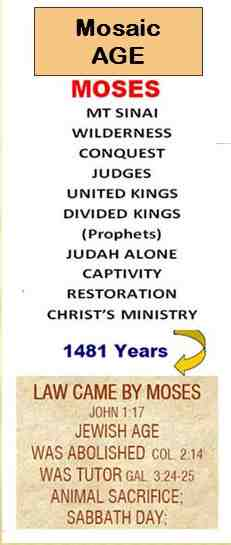 Mosaic
AGE
MOSES
MT SINAI
WILDERNESS
CONQUEST
JUDGES
UNITED KINGS
DIVIDED KINGS
(Prophets)
JUDAH ALONE
CAPTIVITY
RESTORATION
CHRIST'S MINISTRY
1481 Years
LAW CAME BY MOSES
JOHN 1:17
JEWISH AGE
WAS ABOLISHED COL. 2:14
WAS TUTOR GAL. 3:24-25
ANIMAL SACRIFICE;
SABBATH DAY;